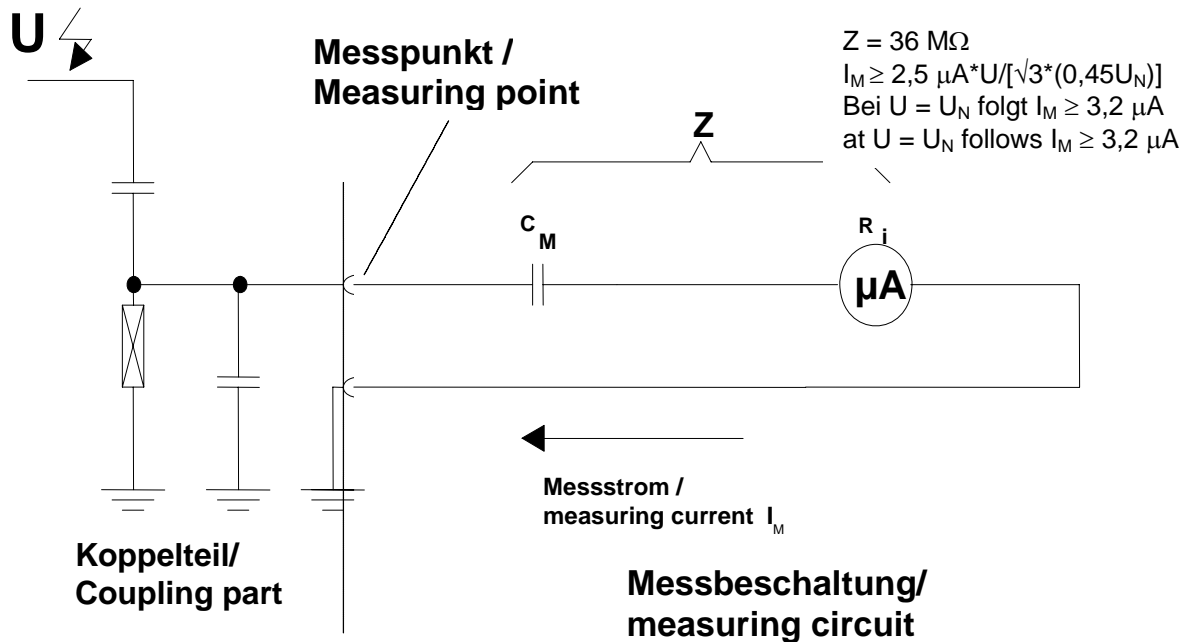 U
Messpunkt /
Measuring point
Z = 36 MΩ
I_M ≥ 2,5 μA*U/[√3*(0,45U_N)]
Bei U = U_N folgt I_M ≥ 3,2 μA
at U = U_N follows I_M ≥ 3,2 μA
Z
C_M
R_i
µA
Messstrom /
measuring current I_M
Koppelteil/
Coupling part
Messbeschaltung/
measuring circuit